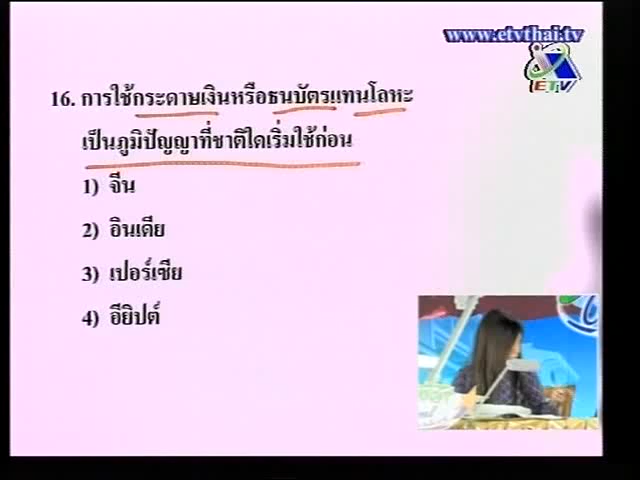 www.etvthai.tv
ETV
16. การใช้กระดาษเงินหรือธนบัตรแทนโลหะ
เป็นภูมิปัญญาที่ชาติใดเริ่มใช้ก่อน
1) จีน
2) อินเดีย
3) เปอร์เซีย
4) อียิปต์